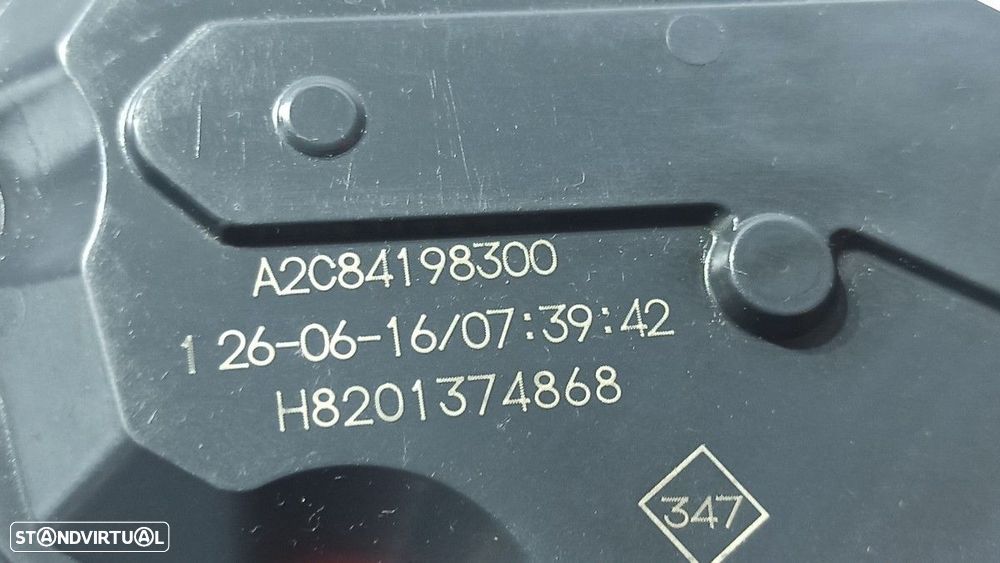 A2C84198300
1 26-06-16/07:39:42
H8201374868
347
STANDVIRTUAL